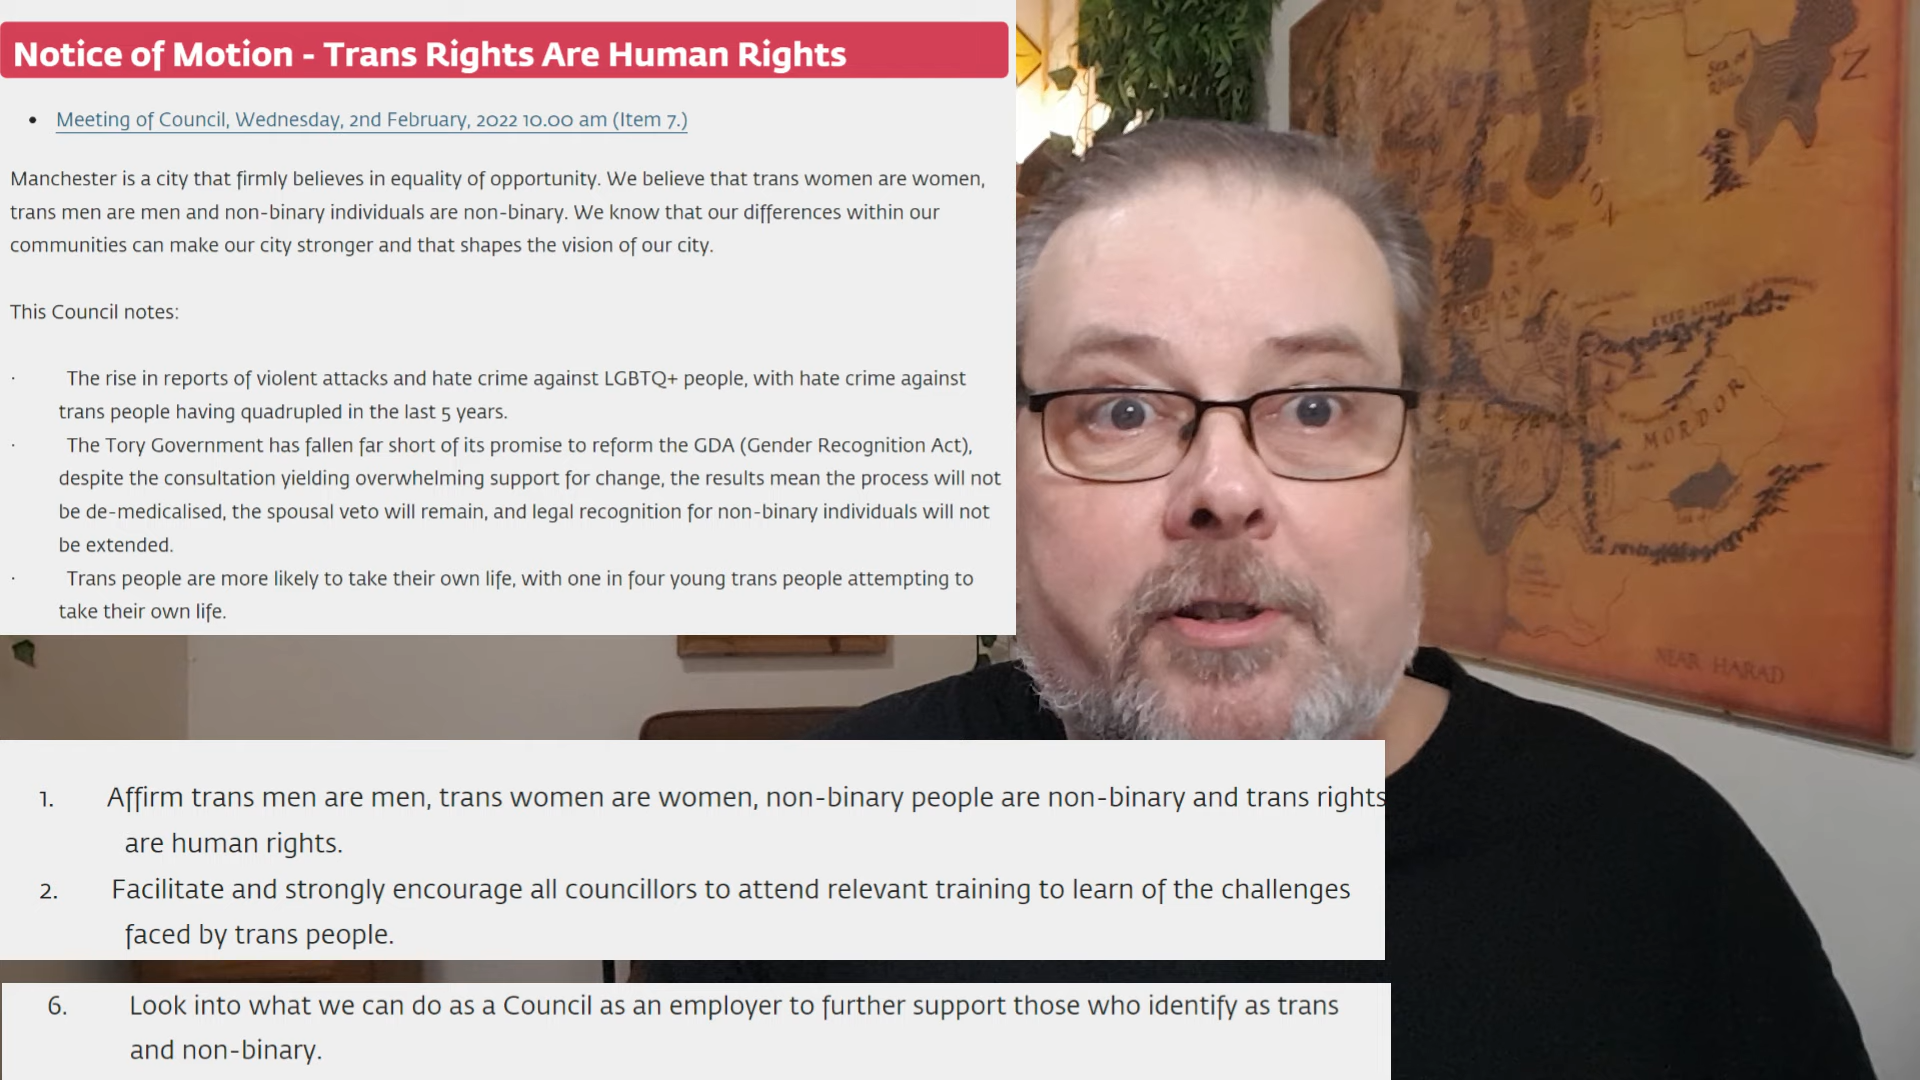 Notice of Motion - Trans Rights Are Human Rights
• Meeting of Council, Wednesday, 2nd February, 2022 10.00 am (Item 7.)
Manchester is a city that firmly believes in equality of opportunity. We believe that trans women are women,
trans men are men and non-binary individuals are non-binary. We know that our differences within our
communities can make our city stronger and that shapes the vision of our city.
This Council notes:
· The rise in reports of violent attacks and hate crime against LGBTQ+ people, with hate crime against
trans people having quadrupled in the last 5 years.
· The Tory Government has fallen far short of its promise to reform the GDA (Gender Recognition Act),
despite the consultation yielding overwhelming support for change, the results mean the process will not
be de-medicalised, the spousal veto will remain, and legal recognition for non-binary individuals will not
be extended.
· Trans people are more likely to take their own life, with one in four young trans people attempting to
take their own life.
Sea of
Z
MORDOR
NEAR HARAD
1. Affirm trans men are men, trans women are women, non-binary people are non-binary and trans rights
are human rights.
2. Facilitate and strongly encourage all councillors to attend relevant training to learn of the challenges
faced by trans people.
6. Look into what we can do as a Council as an employer to further support those who identify as trans
and non-binary.